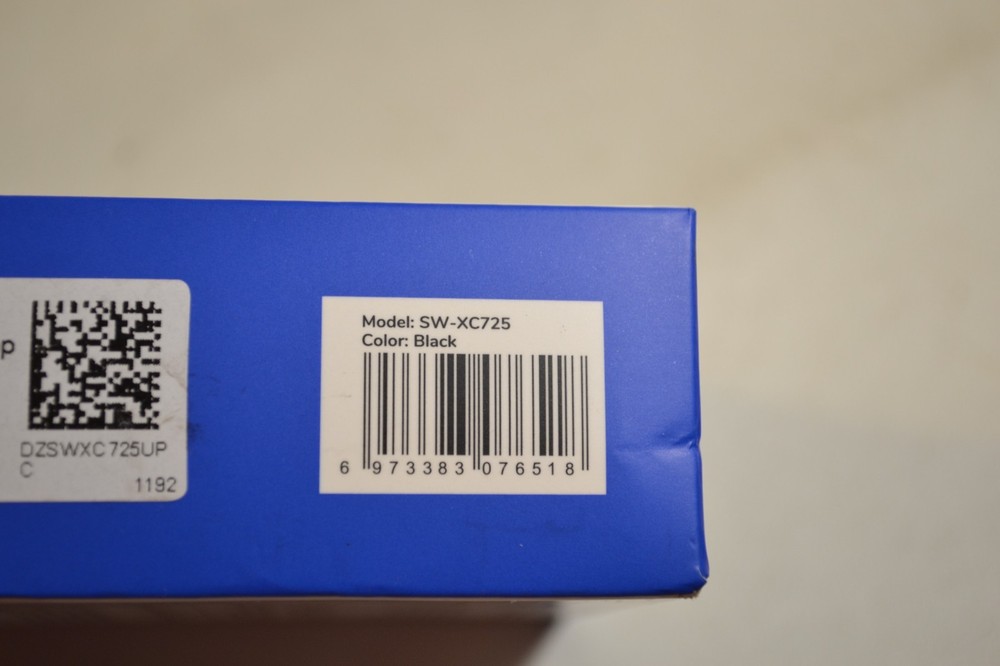 p
DZSWXC725UP
C
1192
Model: SW-XC725
Color: Black
6 973383 076518